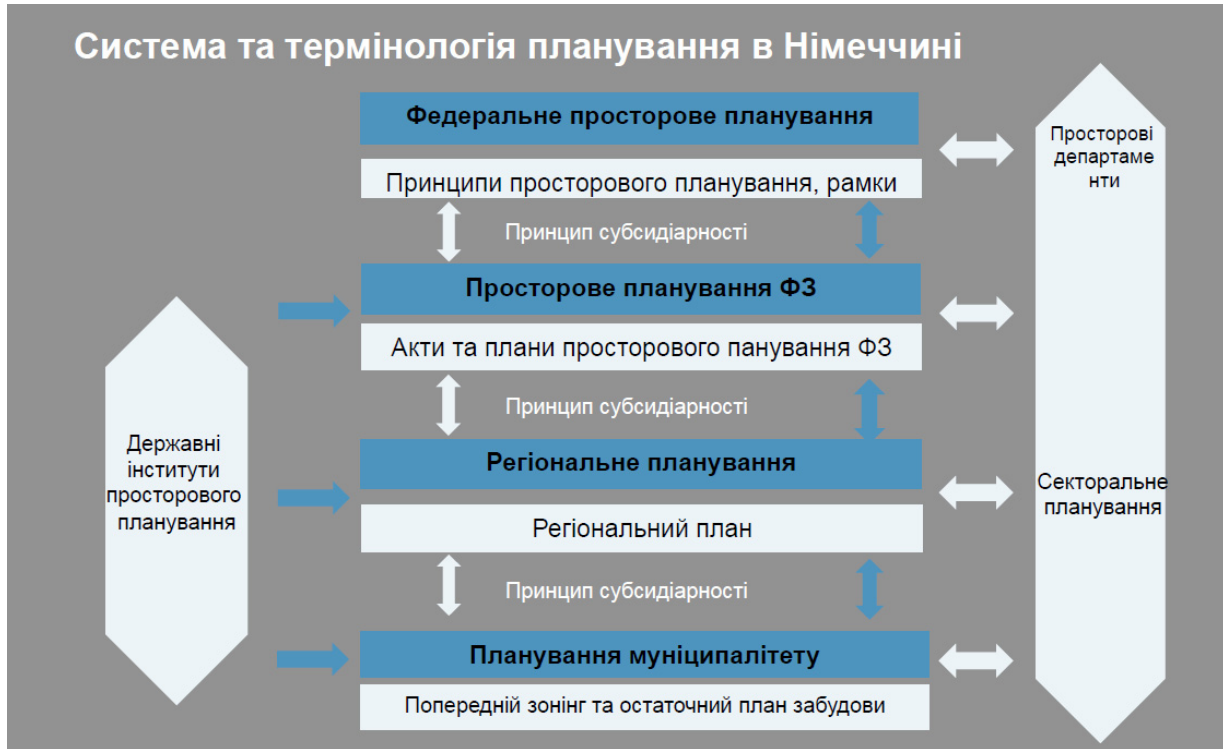 Система та термінологія планування в Німеччині
Федеральне просторове планування
Принципи просторового планування, рамки
Принцип субсидіарності
Просторове планування ФЗ
Акти та плани просторового панування ФЗ
Принцип субсидіарності
Регіональне планування
Регіональний план
Принцип субсидіарності
Планування муніципалітету
Попередній зонінг та остаточний план забудови
Державні
інститути
просторового
планування
Просторові
департаме
нти
Секторальне
планування